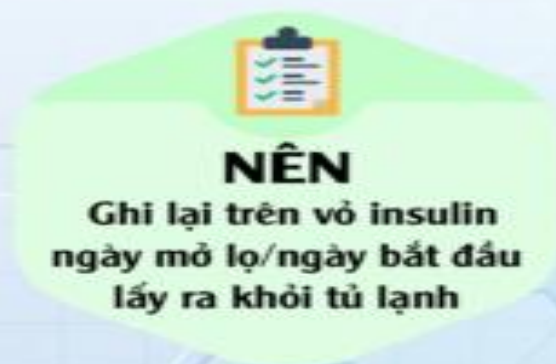 NÊN
Ghi lại trên vỏ insulin
ngày mở lọ/ngày bắt đầu
lấy ra khỏi tủ lạnh